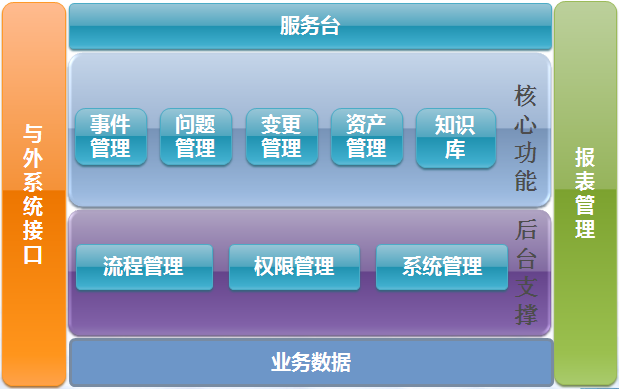 服务台
与外系统接口
事件
管理
问题
管理
变更
管理
资产
管理
知识
库
核心功能
流程管理
权限管理
系统管理
后台支撑
业务数据
报表管理